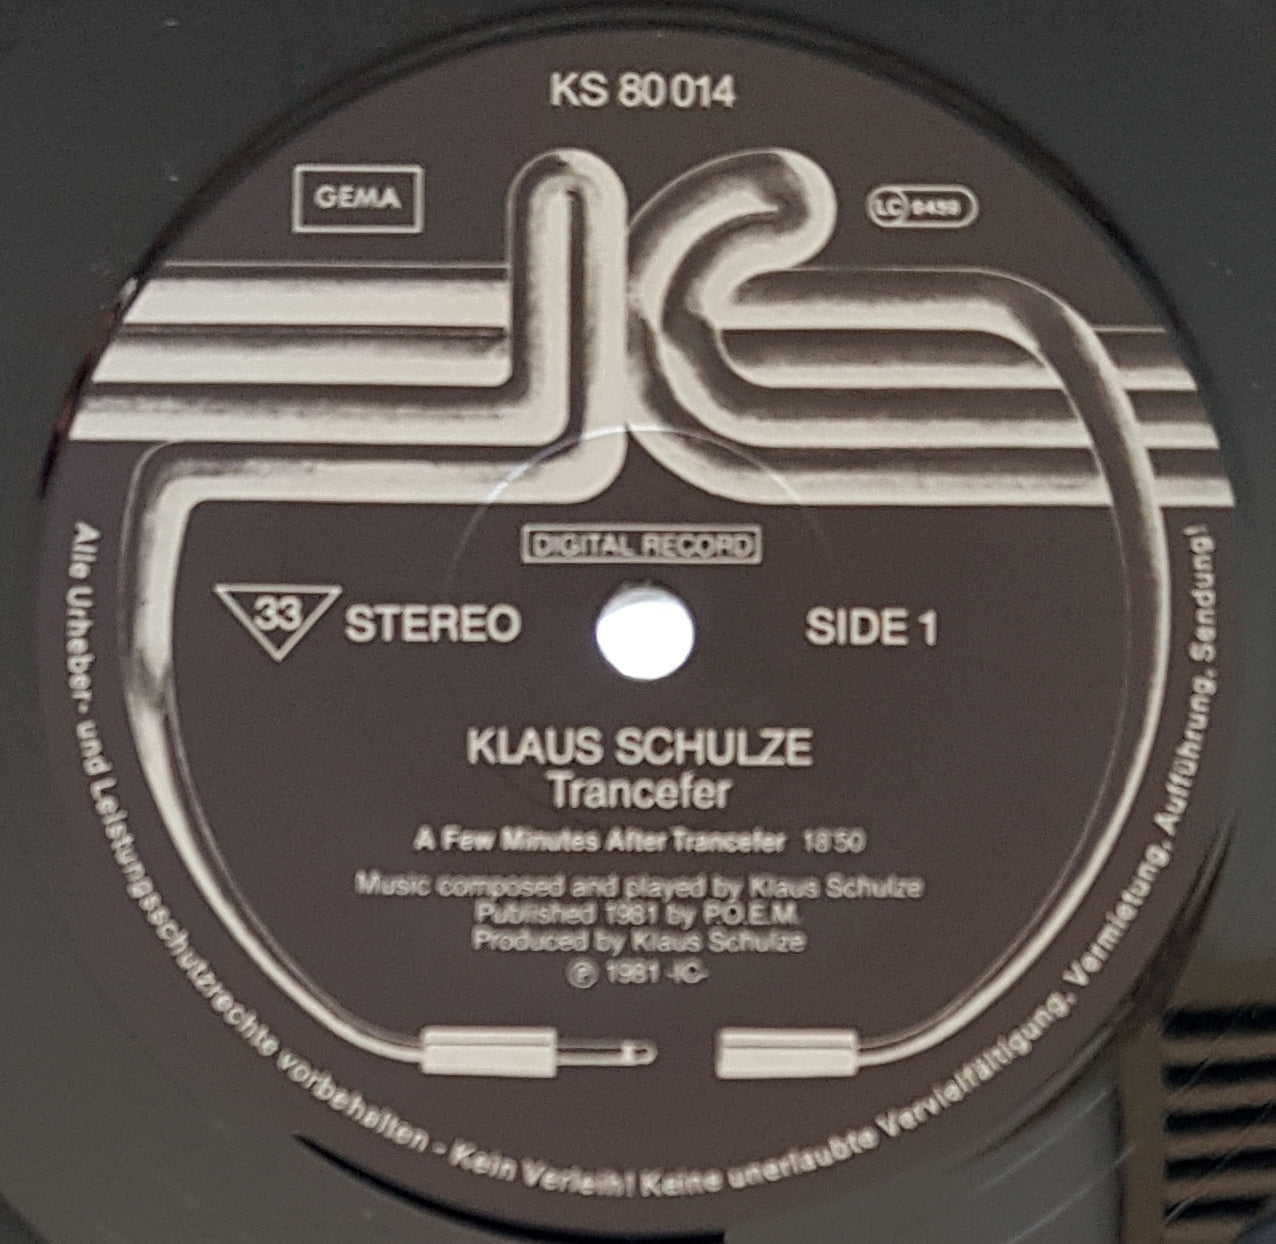 KS 80 014
GEMA
LC 0439
DIGITAL RECORD
33 STEREO
SIDE 1
KLAUS SCHULZE
Trancefer
A Few Minutes After Trancefer 18'50
Music composed and played by Klaus Schulze
Published 1981 by P.O.E.M.
Produced by Klaus Schulze
℗ 1981 -IC-
Alle Urheber- und Leistungsschutzrechte vorbehalten - Kein Verleih! Keine unerlaubte Vervielfältigung, Vermietung, Aufführung, Sendung!